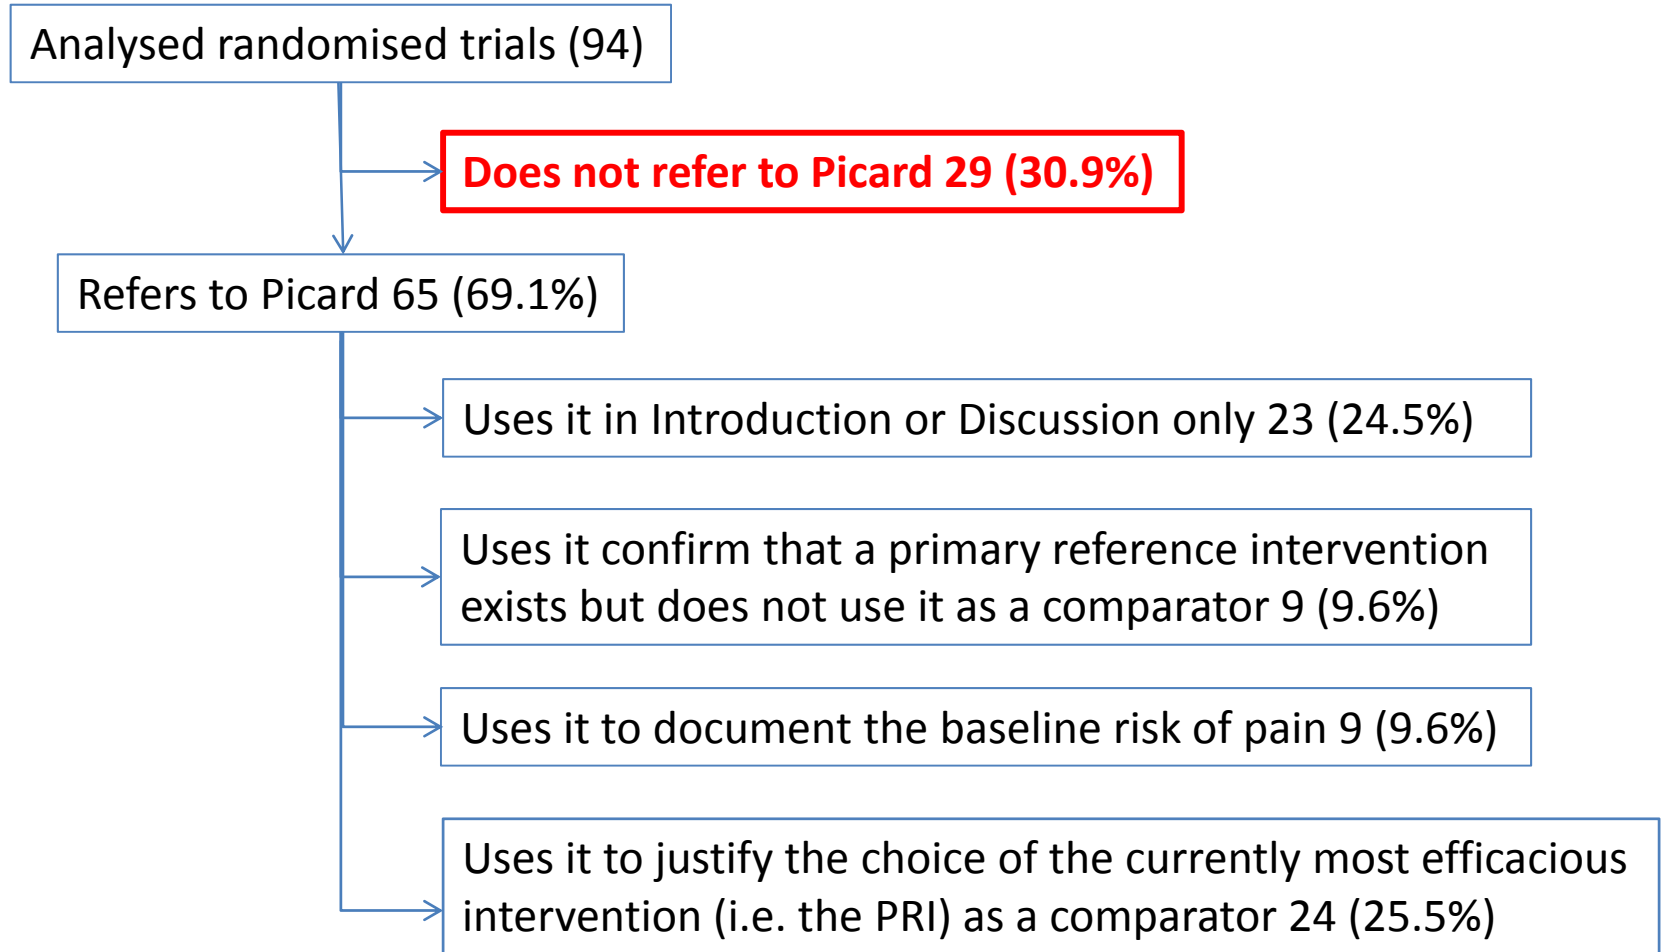 Analysed randomised trials (94)
Does not refer to Picard 29 (30.9%)
Refers to Picard 65 (69.1%)
Uses it in Introduction or Discussion only 23 (24.5%)
Uses it confirm that a primary reference intervention
exists but does not use it as a comparator 9 (9.6%)
Uses it to document the baseline risk of pain 9 (9.6%)
Uses it to justify the choice of the currently most efficacious
intervention (i.e. the PRI) as a comparator 24 (25.5%)